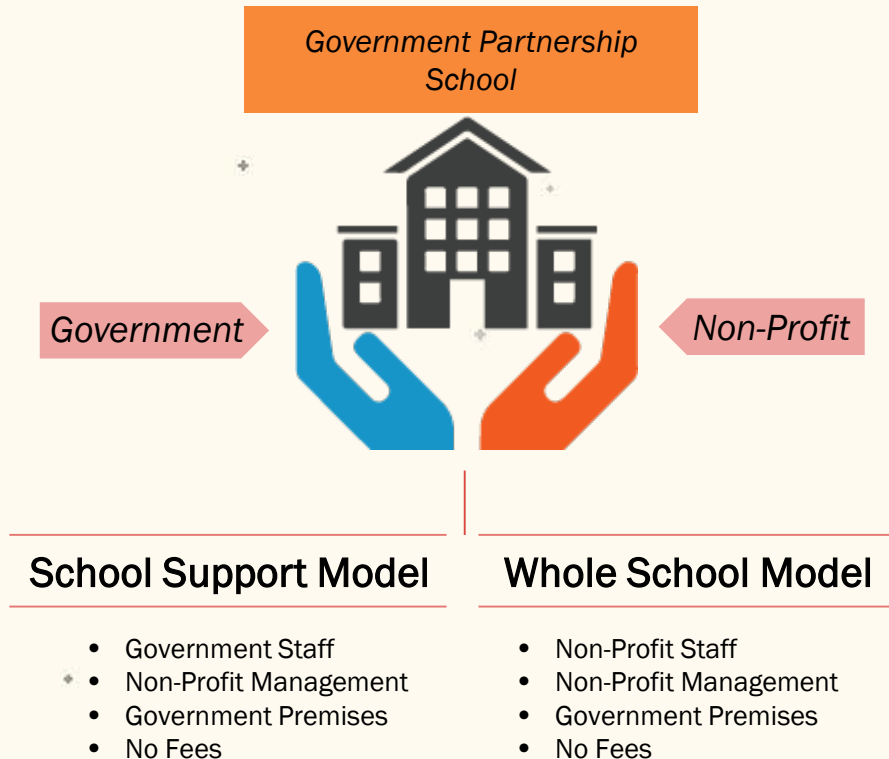 Government Partnership
School
Government
Non-Profit
School Support Model
• Government Staff
• Non-Profit Management
• Government Premises
• No Fees
Whole School Model
• Non-Profit Staff
• Non-Profit Management
• Government Premises
• No Fees